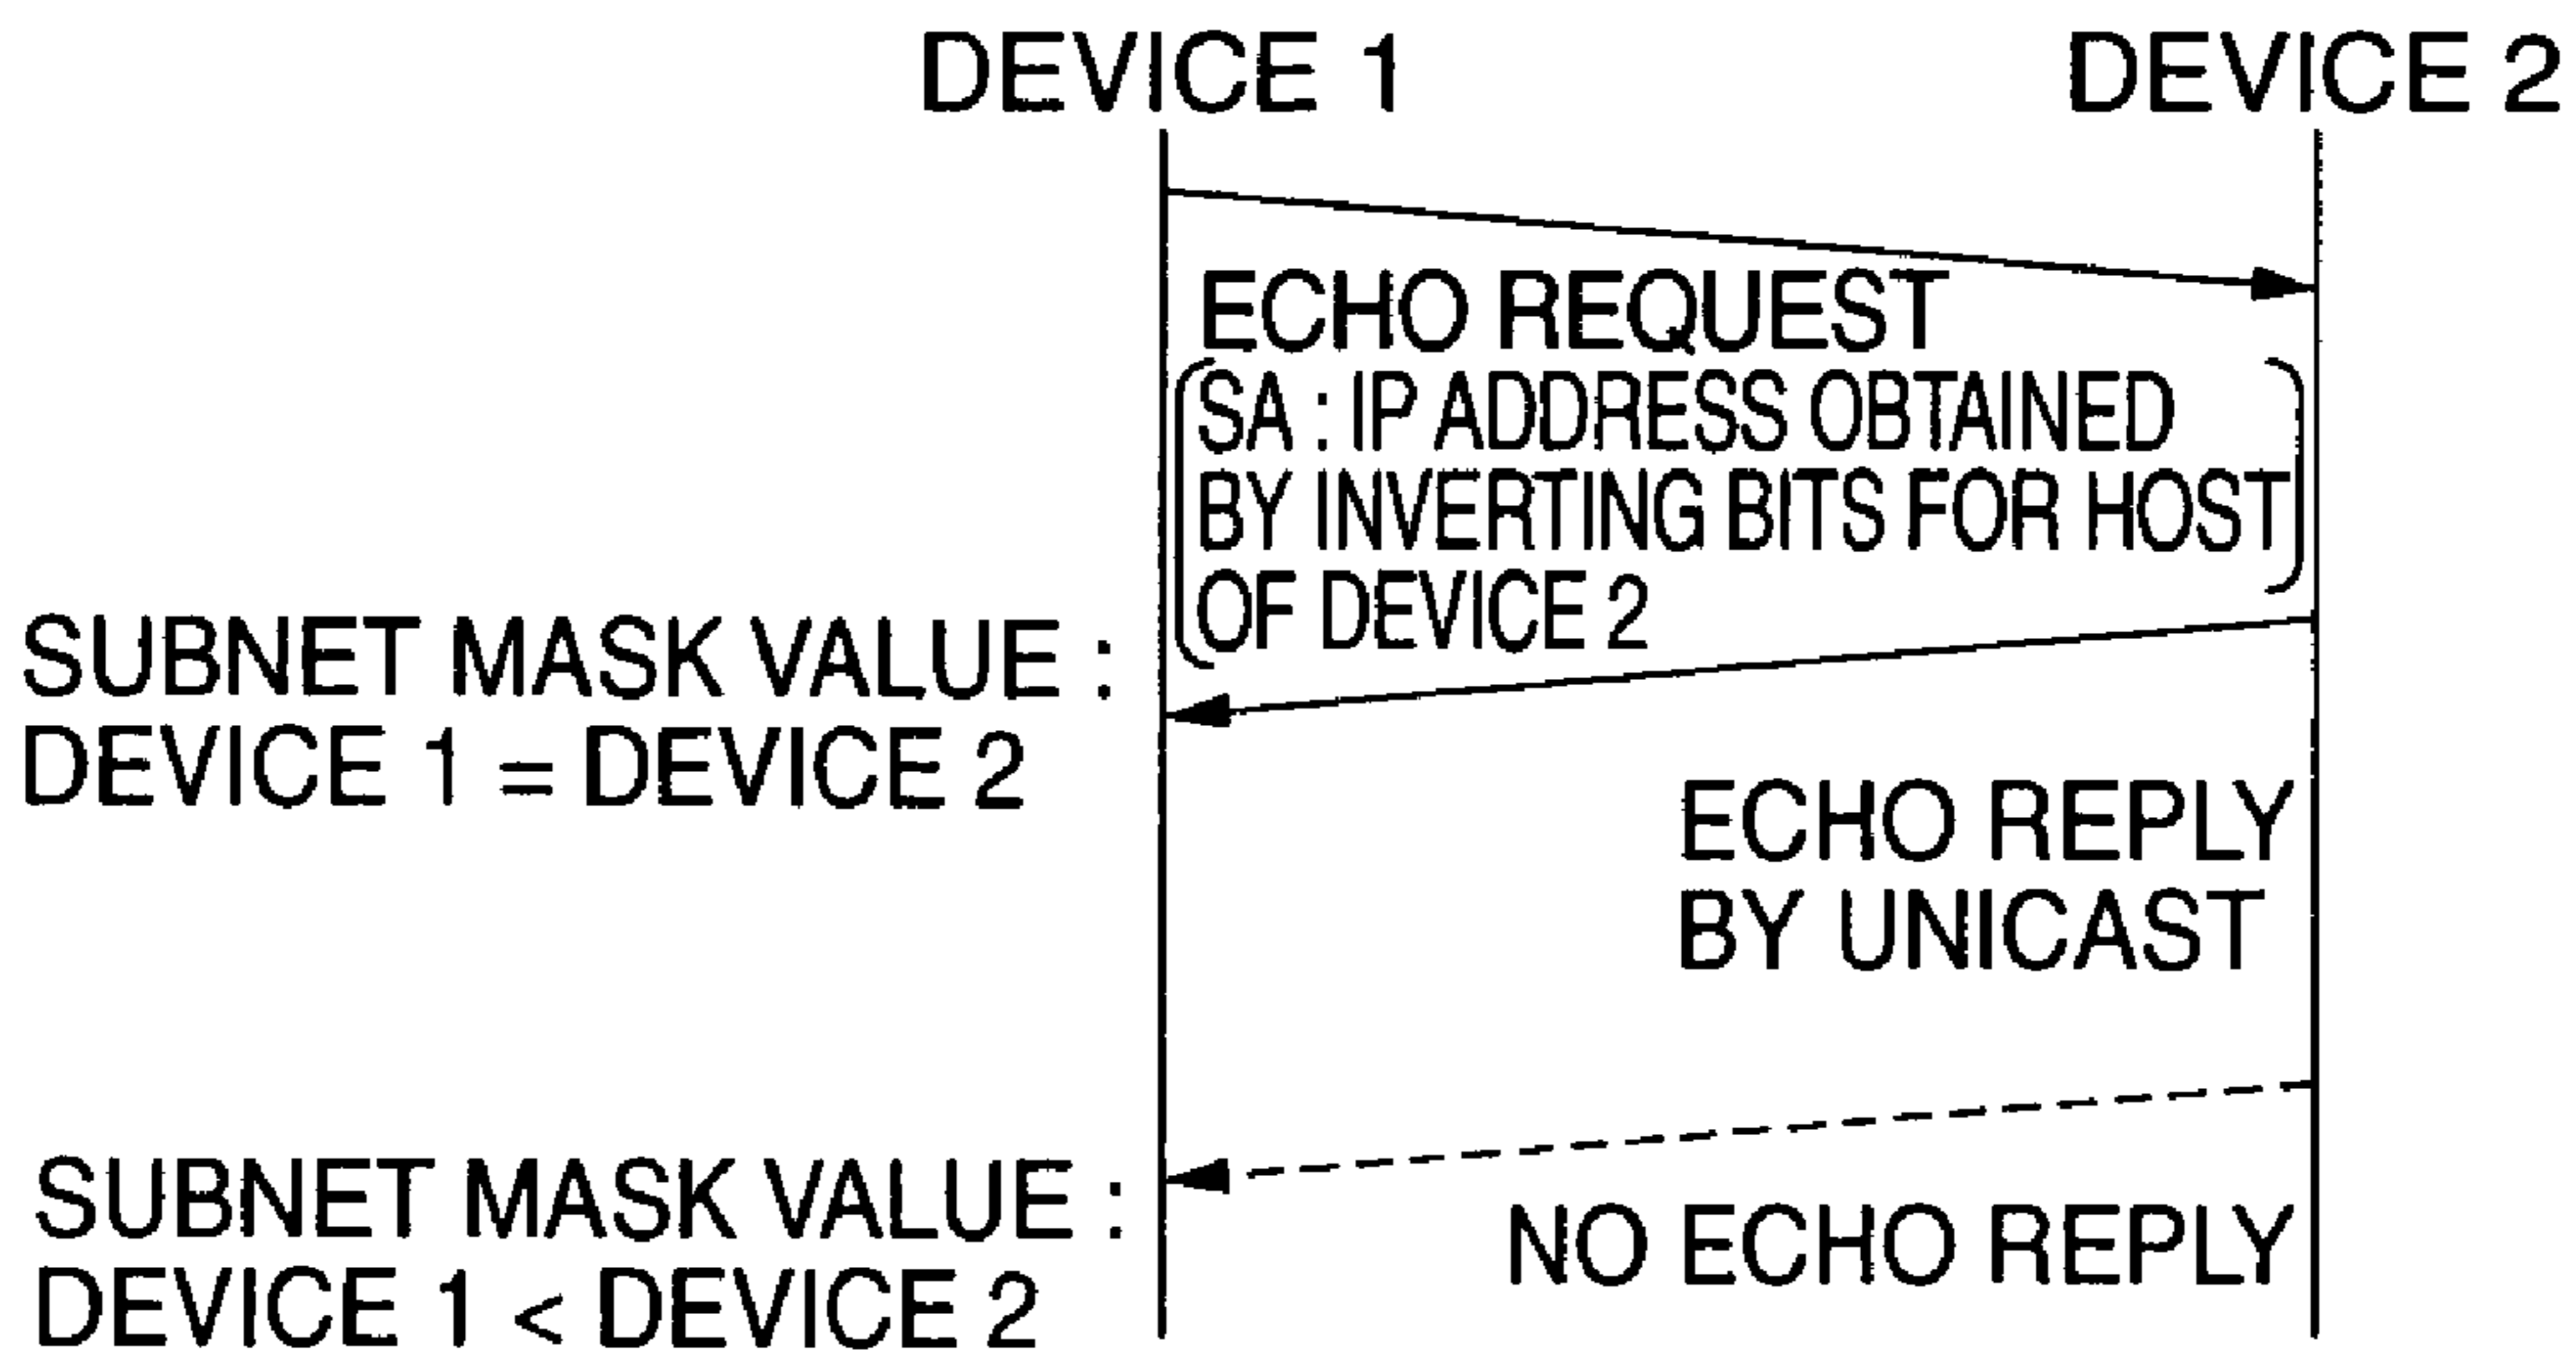 DEVICE 1
DEVICE 2
ECHO REQUEST
SA : IP ADDRESS OBTAINED
BY INVERTING BITS FOR HOST
OF DEVICE 2
SUBNET MASK VALUE :
DEVICE 1 = DEVICE 2
ECHO REPLY
BY UNICAST
SUBNET MASK VALUE :
DEVICE 1 < DEVICE 2
NO ECHO REPLY